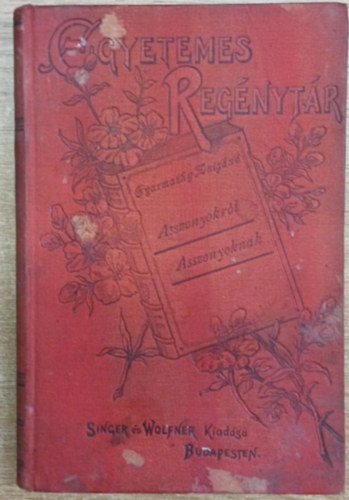 EGYETEMES
REGÉNYTÁR
Gyarmathy Zsigáné
Asszonyokról
Asszonyoknak
SINGER és WOLFNER Kiadása
BUDAPESTEN.